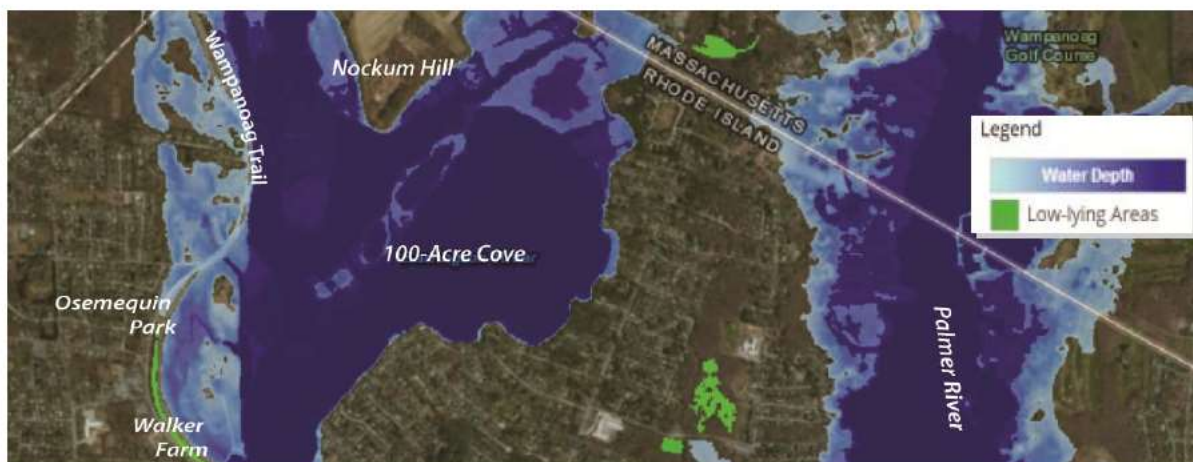 Wampanoag Trail
Nockum Hill
MASSACHUSETTS
RHODE ISLAND
Wampanoag
Golf Course
Legend
Water Depth
Low-lying Areas
100-Acre Cove
Osemequin
Park
Palmer River
Walker
Farm